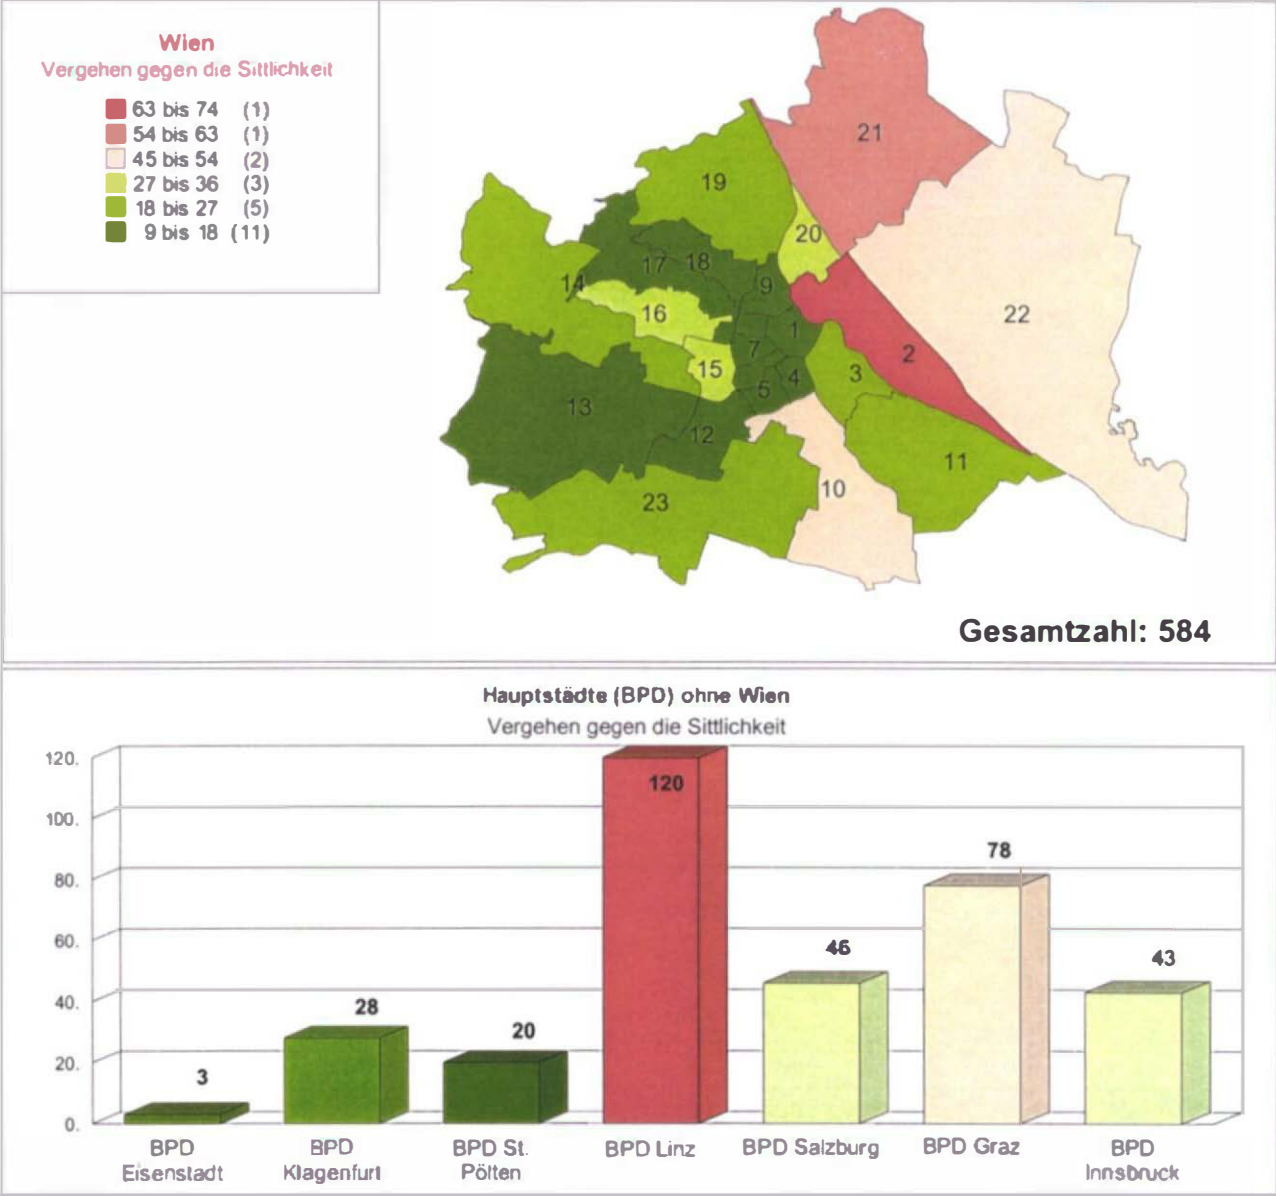 Wien
Vergehen gegen die Sittlichkeit
63 bis 74 (1)
54 bis 63 (1)
45 bis 54 (2)
27 bis 36 (3)
18 bis 27 (5)
9 bis 18 (11)
21
19
20
17
18
9
14
16
22
1
7
2
15
3
4
5
13
12
11
10
23
Gesamtzahl: 584
Hauptstädte (BPD) ohne Wien
Vergehen gegen die Sittlichkeit
120.
100.
80.
60.
40.
20.
0.
3
28
20
120
46
78
43
BPD
Eisenstadt
BPD
Klagenfurt
BPD St.
Pölten
BPD Linz
BPD Salzburg
BPD Graz
BPD
Innsbruck